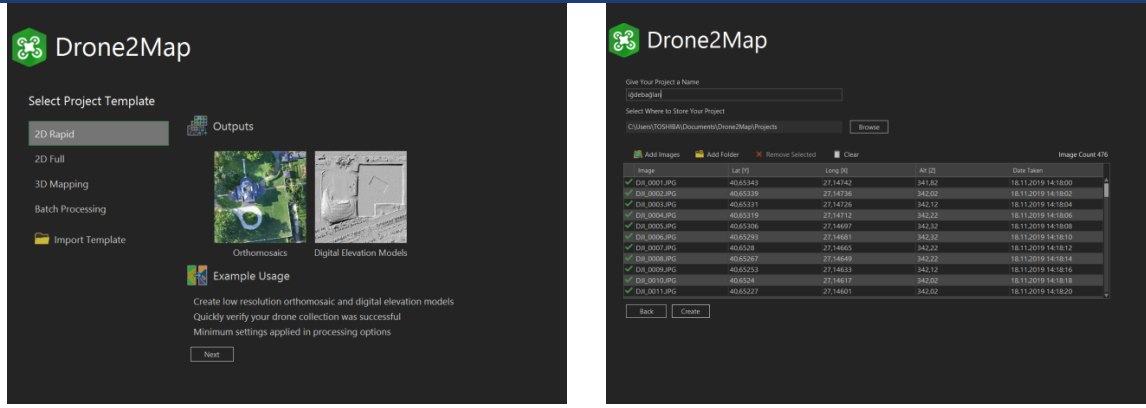 Drone2Map
Select Project Template
2D Rapid
2D Full
3D Mapping
Batch Processing
Import Template
Outputs
Orthomosaics Digital Elevation Models
Example Usage
Create low resolution orthomosaic and digital elevation models
Quickly verify your drone collection was successful
Minimum settings applied in processing options
Next
Drone2Map
Give Your Project a Name
iğdebağlari
Select Where to Store Your Project
C:\Users\TOSHIBA\Documents\Drone2Map\Projects Browse
Add Images Add Folder Remove Selected Clear Image Count 476
Image Lat [Y] Long [X] Alt [Z] Date Taken
DJI_0001.JPG 40,65343 27,14742 341,82 18.11.2019 14:18:00
DJI_0002.JPG 40,65339 27,14736 342,02 18.11.2019 14:18:02
DJI_0003.JPG 40,65331 27,14726 342,12 18.11.2019 14:18:04
DJI_0004.JPG 40,65319 27,14712 342,22 18.11.2019 14:18:06
DJI_0005.JPG 40,65306 27,14697 342,32 18.11.2019 14:18:08
DJI_0006.JPG 40,65293 27,14681 342,32 18.11.2019 14:18:10
DJI_0007.JPG 40,6528 27,14665 342,22 18.11.2019 14:18:12
DJI_0008.JPG 40,65267 27,14649 342,22 18.11.2019 14:18:14
DJI_0009.JPG 40,65253 27,14633 342,12 18.11.2019 14:18:16
DJI_0010.JPG 40,6524 27,14617 342,02 18.11.2019 14:18:18
DJI_0011.JPG 40,65227 27,14601 342,02 18.11.2019 14:18:20
Back Create